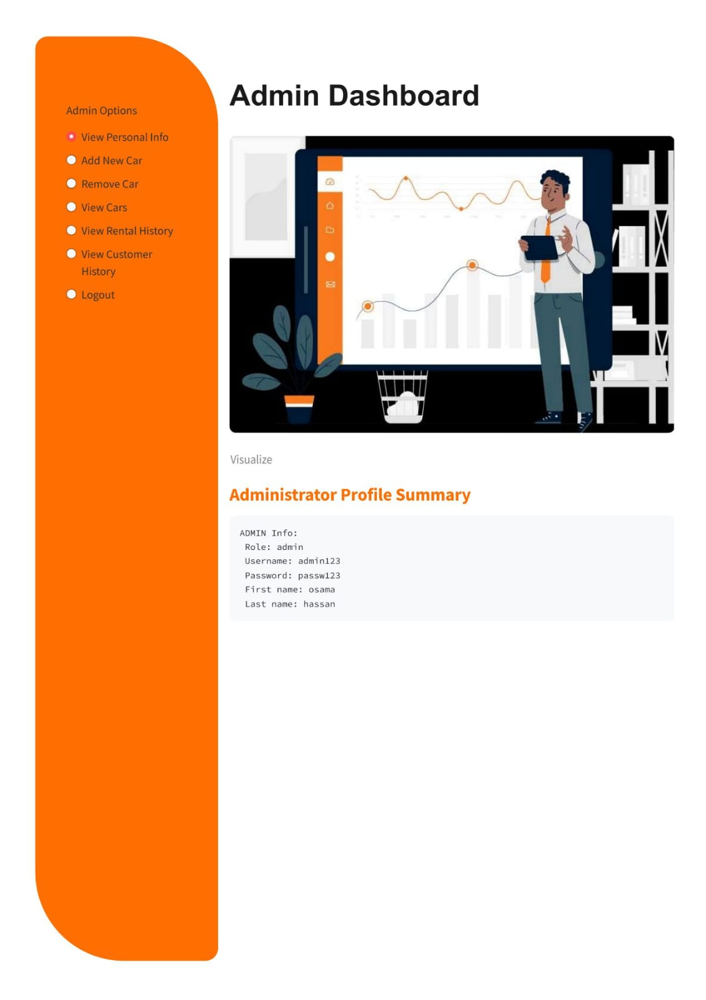 Admin Options
View Personal Info
Add New Car
Remove Car
View Cars
View Rental History
View Customer
History
Logout
Admin Dashboard
Visualize
Administrator Profile Summary
ADMIN Info:
Role: admin
Username: admin123
Password: passw123
First name: osama
Last name: hassan